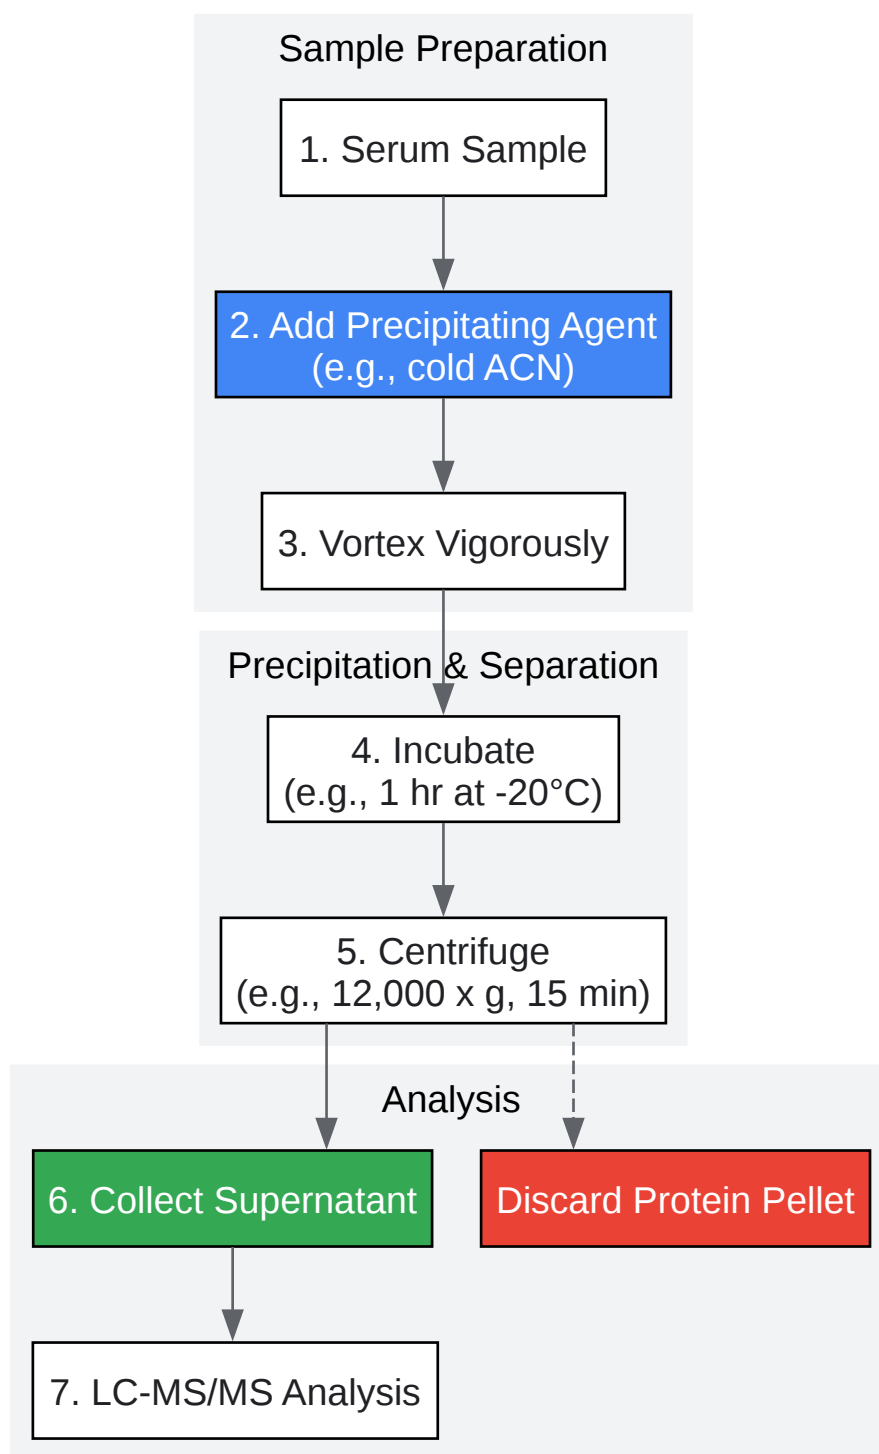 Sample Preparation
1. Serum Sample
2. Add Precipitating Agent
(e.g., cold ACN)
3. Vortex Vigorously
Precipitation & Separation
4. Incubate
(e.g., 1 hr at -20°C)
5. Centrifuge
(e.g., 12,000 x g, 15 min)
Analysis
6. Collect Supernatant
Discard Protein Pellet
7. LC-MS/MS Analysis